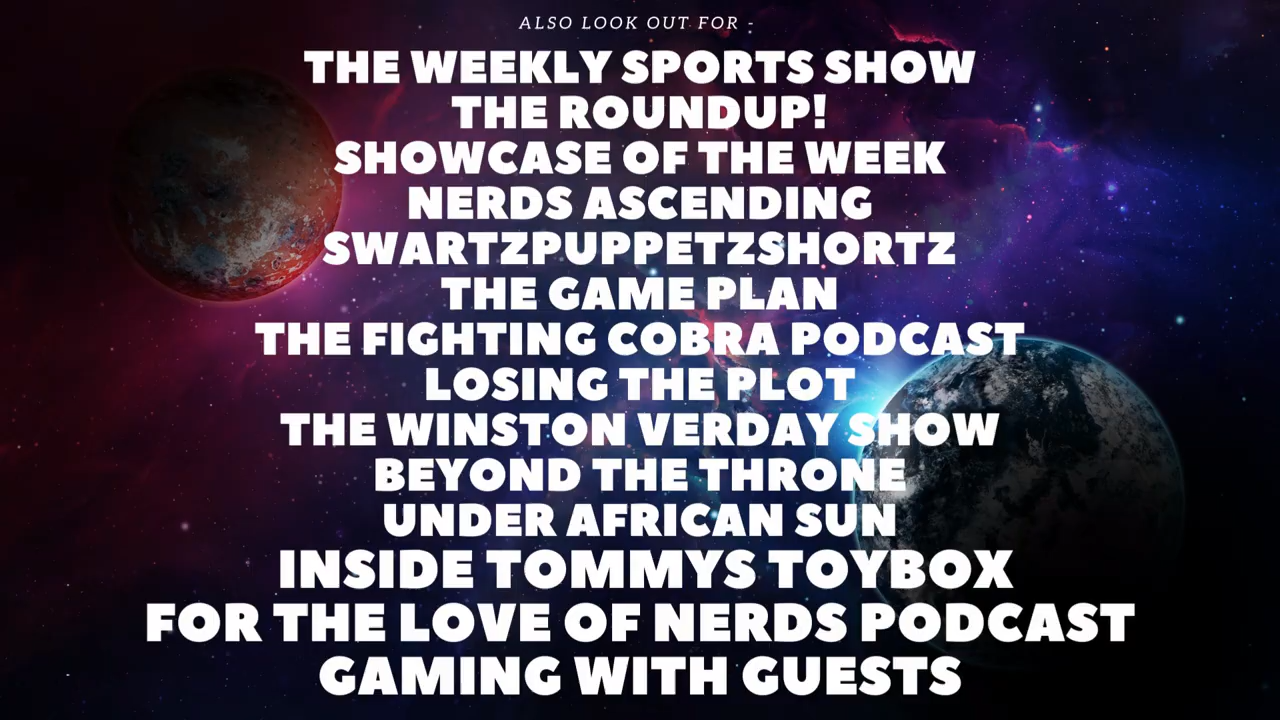 ALSO LOOK OUT FOR -
THE WEEKLY SPORTS SHOW
THE ROUNDUP!
SHOWCASE OF THE WEEK
NERDS ASCENDING
SWARTZPUPPETZSHORTZ
THE GAME PLAN
THE FIGHTING COBRA PODCAST
LOSING THE PLOT
THE WINSTON VERDAY SHOW
BEYOND THE THRONE
UNDER AFRICAN SUN
INSIDE TOMMYS TOYBOX
FOR THE LOVE OF NERDS PODCAST
GAMING WITH GUESTS